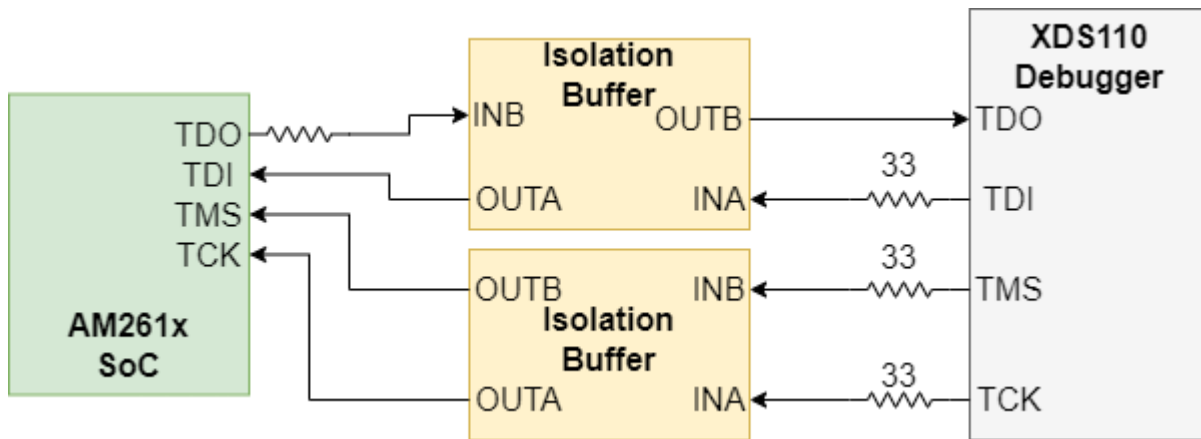 AM261x
SoC
TDO
TDI
TMS
TCK
Isolation
Buffer
INB
OUTB
OUTA
INA
Isolation
Buffer
OUTB
INB
OUTA
INA
33
33
33
XDS110
Debugger
TDO
TDI
TMS
TCK